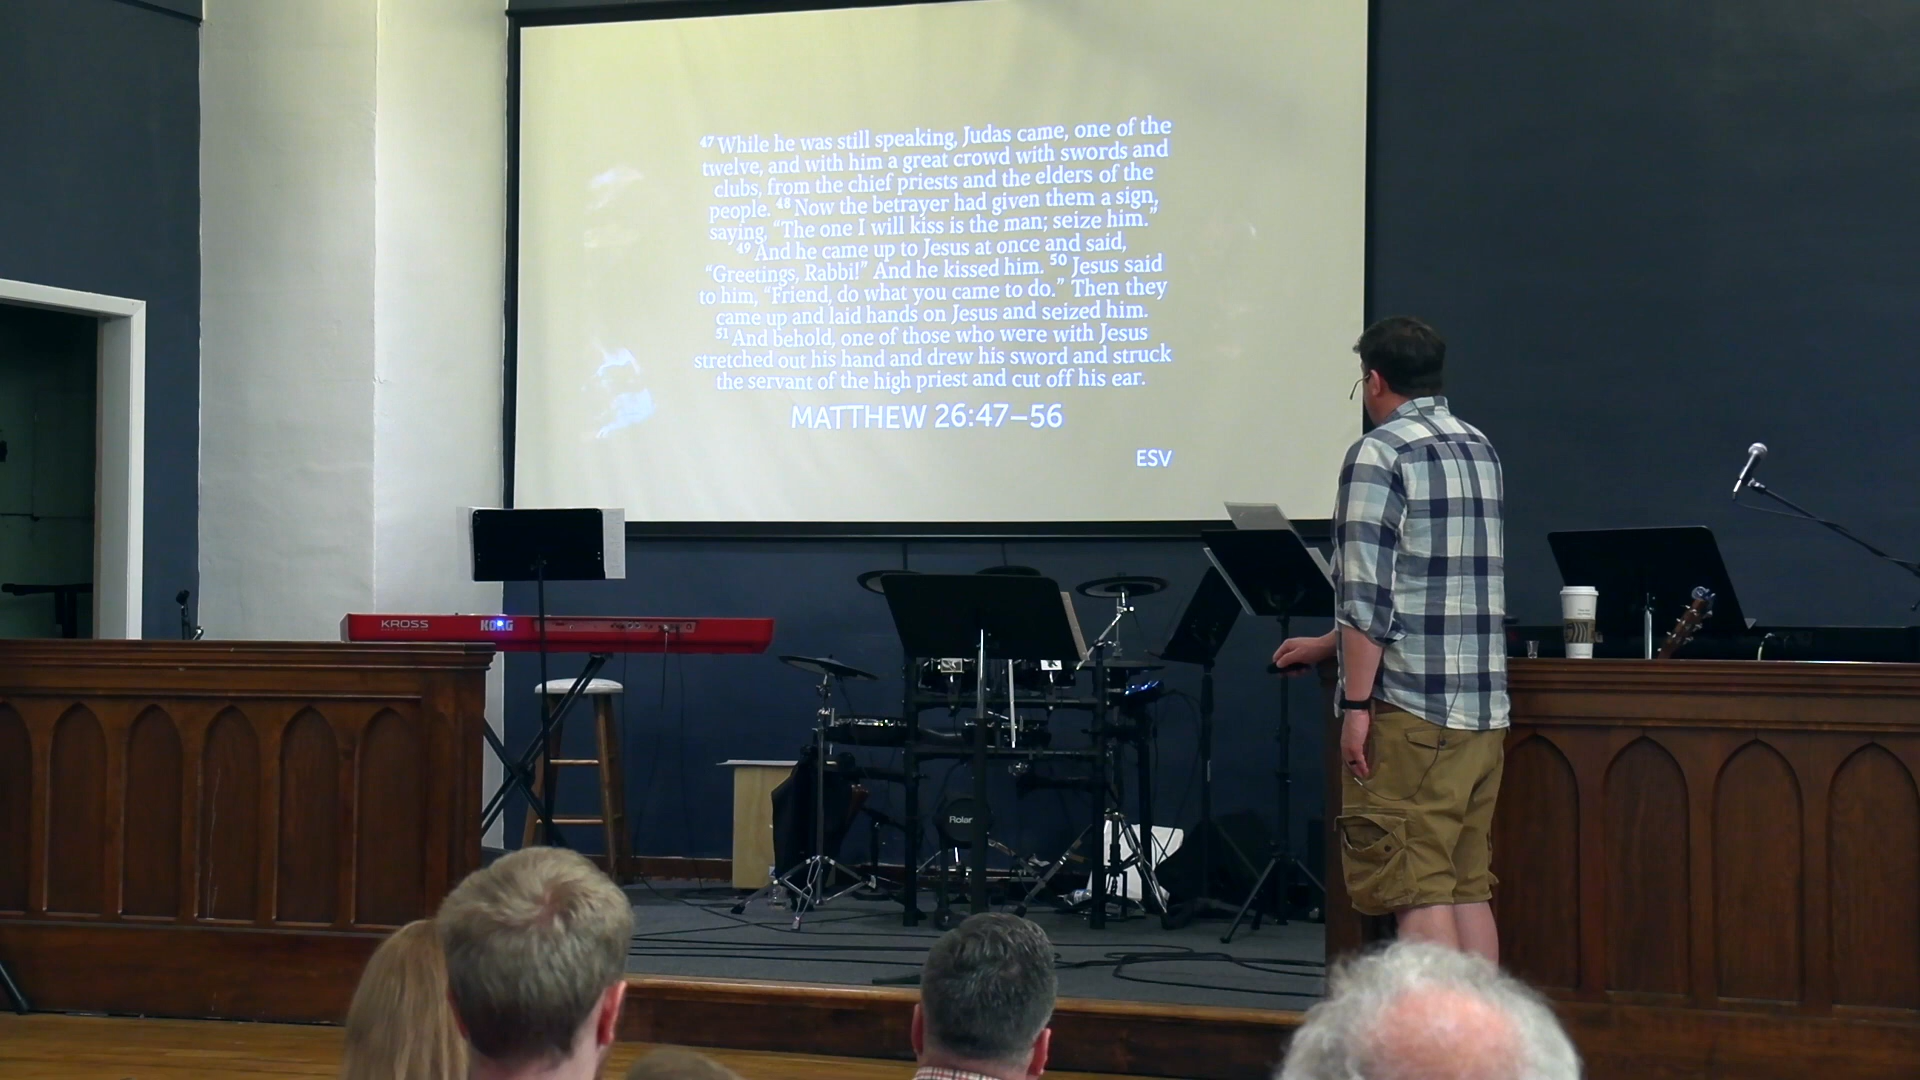 47 While he was still speaking, Judas came, one of the
twelve, and with him a great crowd with swords and
clubs, from the chief priests and the elders of the
people. 48 Now the betrayer had given them a sign,
saying, “The one I will kiss is the man; seize him.”
49 And he came up to Jesus at once and said,
“Greetings, Rabbi!” And he kissed him. 50 Jesus said
to him, “Friend, do what you came to do.” Then they
came up and laid hands on Jesus and seized him.
51 And behold, one of those who were with Jesus
stretched out his hand and drew his sword and struck
the servant of the high priest and cut off his ear.
MATTHEW 26:47–56
ESV
KROSS
KORG
Roland